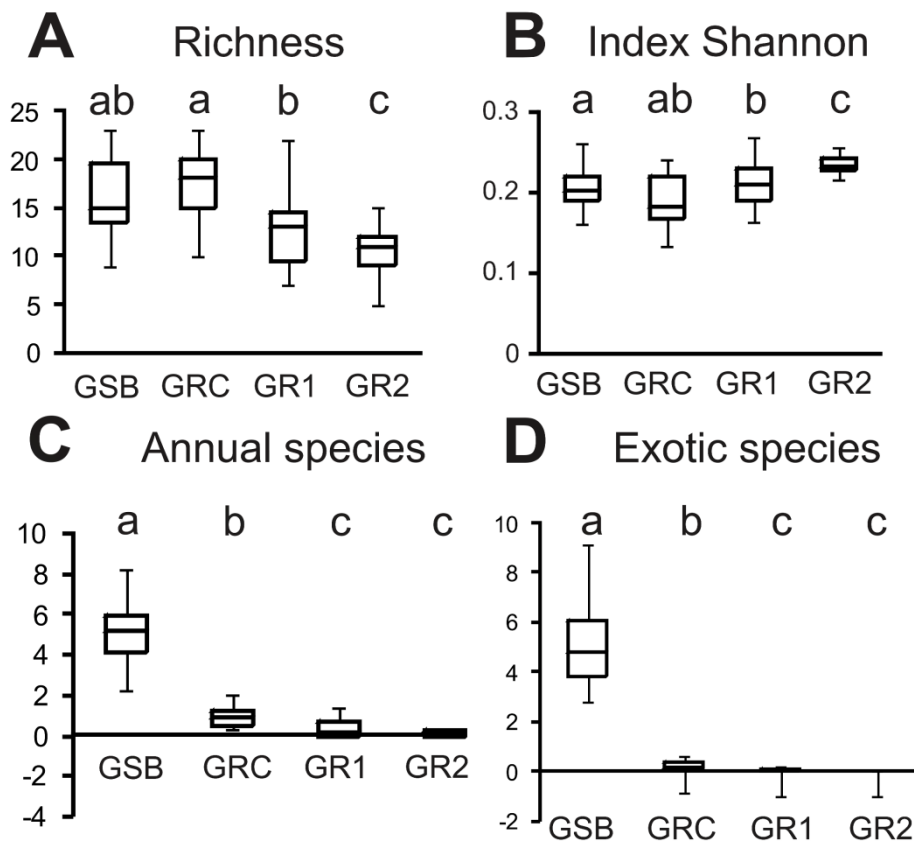 A Richness
ab a b c
25
20
15
10
5
0
GSB GRC GR1 GR2
B Index Shannon
a ab b c
0.3
0.2
0.1
0
GSB GRC GR1 GR2
C Annual species
a b c c
10
8
6
4
2
0
-2
-4
GSB GRC GR1 GR2
D Exotic species
a b c c
10
8
6
4
2
0
-2
GSB GRC GR1 GR2